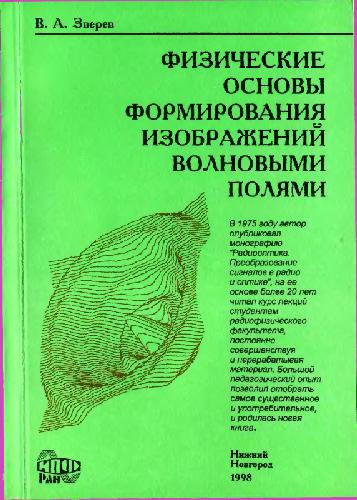 В. А. Зверев
ФИЗИЧЕСКИЕ
ОСНОВЫ
ФОРМИРОВАНИЯ
ИЗОБРАЖЕНИЙ
ВОЛНОВЫМИ
ПОЛЯМИ
В 1975 году автор
опубликовал
монографию
"Радиооптика.
Преобразование
сигналов в радио
и оптике", на ее
основе более 20 лет
читал курс лекций
студентам
радиофизического
факультета,
постоянно
совершенствуя
и перерабатывая
материал. Большой
педагогический опыт
позволил отобрать
самое существенное
и употребительное,
и родилась новая
книга.
Нижний
Новгород
1998
РАН